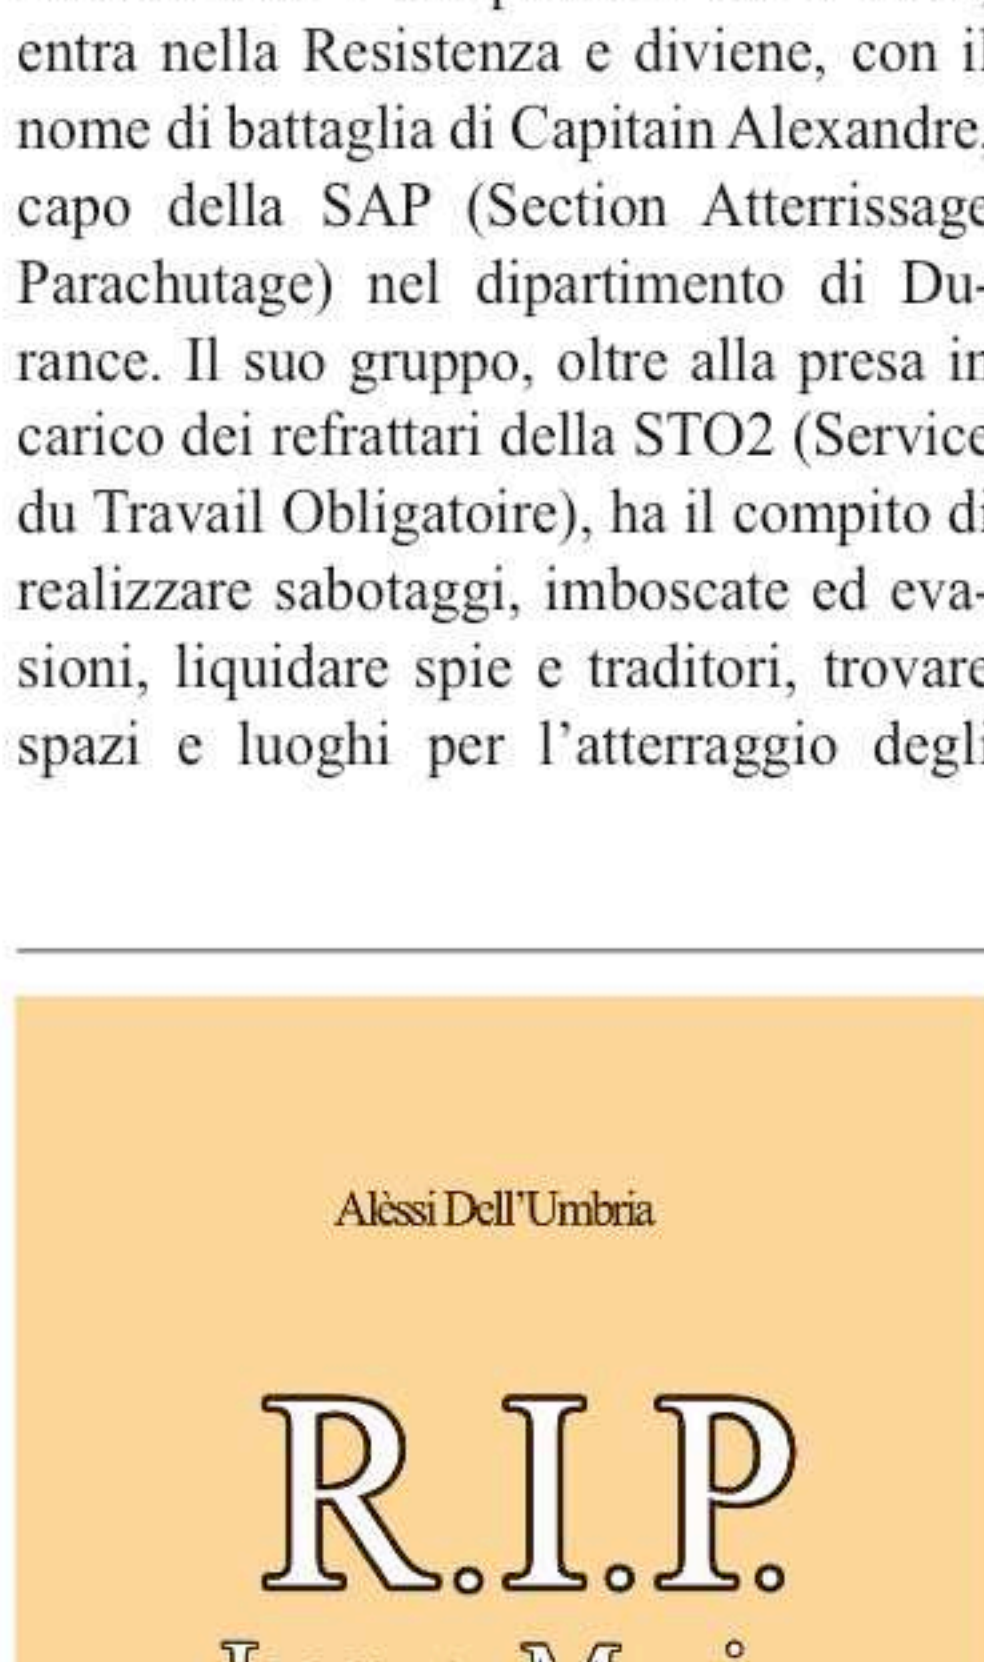 entra nella Resistenza e diviene, con il
nome di battaglia di Capitain Alexandre,
capo della SAP (Section Atterrissage
Parachutage) nel dipartimento di Du-
rance. Il suo gruppo, oltre alla presa in
carico dei refrattari della STO2 (Service
du Travail Obligatoire), ha il compito di
realizzare sabotaggi, imboscate ed eva-
sioni, liquidare spie e traditori, trovare
spazi e luoghi per l’atterraggio degli
Alèssi Dell’Umbria
R.I.P.